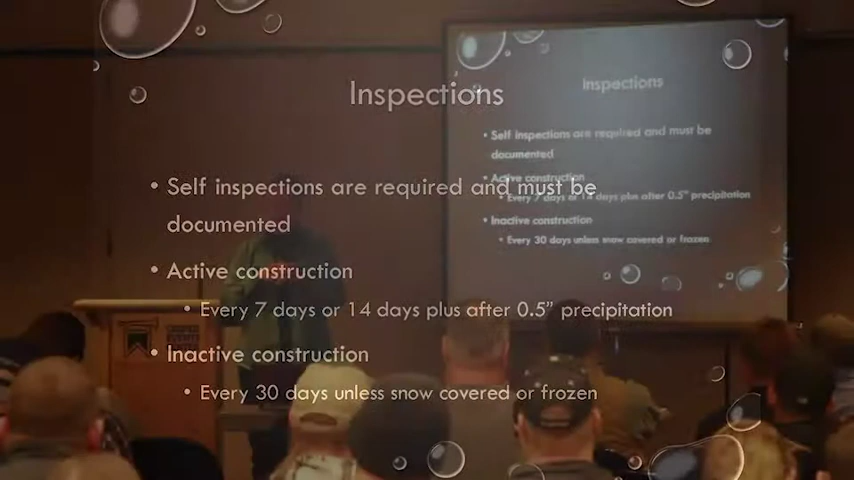 Inspections
• Self inspections are required and must be
documented
• Active construction
• Every 7 days or 14 days plus after 0.5” precipitation
• Inactive construction
• Every 30 days unless snow covered or frozen
Inspections
• Self inspections are required and must be
documented
• Active construction
• Every 7 days or 14 days plus after 0.5” precipitation
• Inactive construction
• Every 30 days unless snow covered or frozen